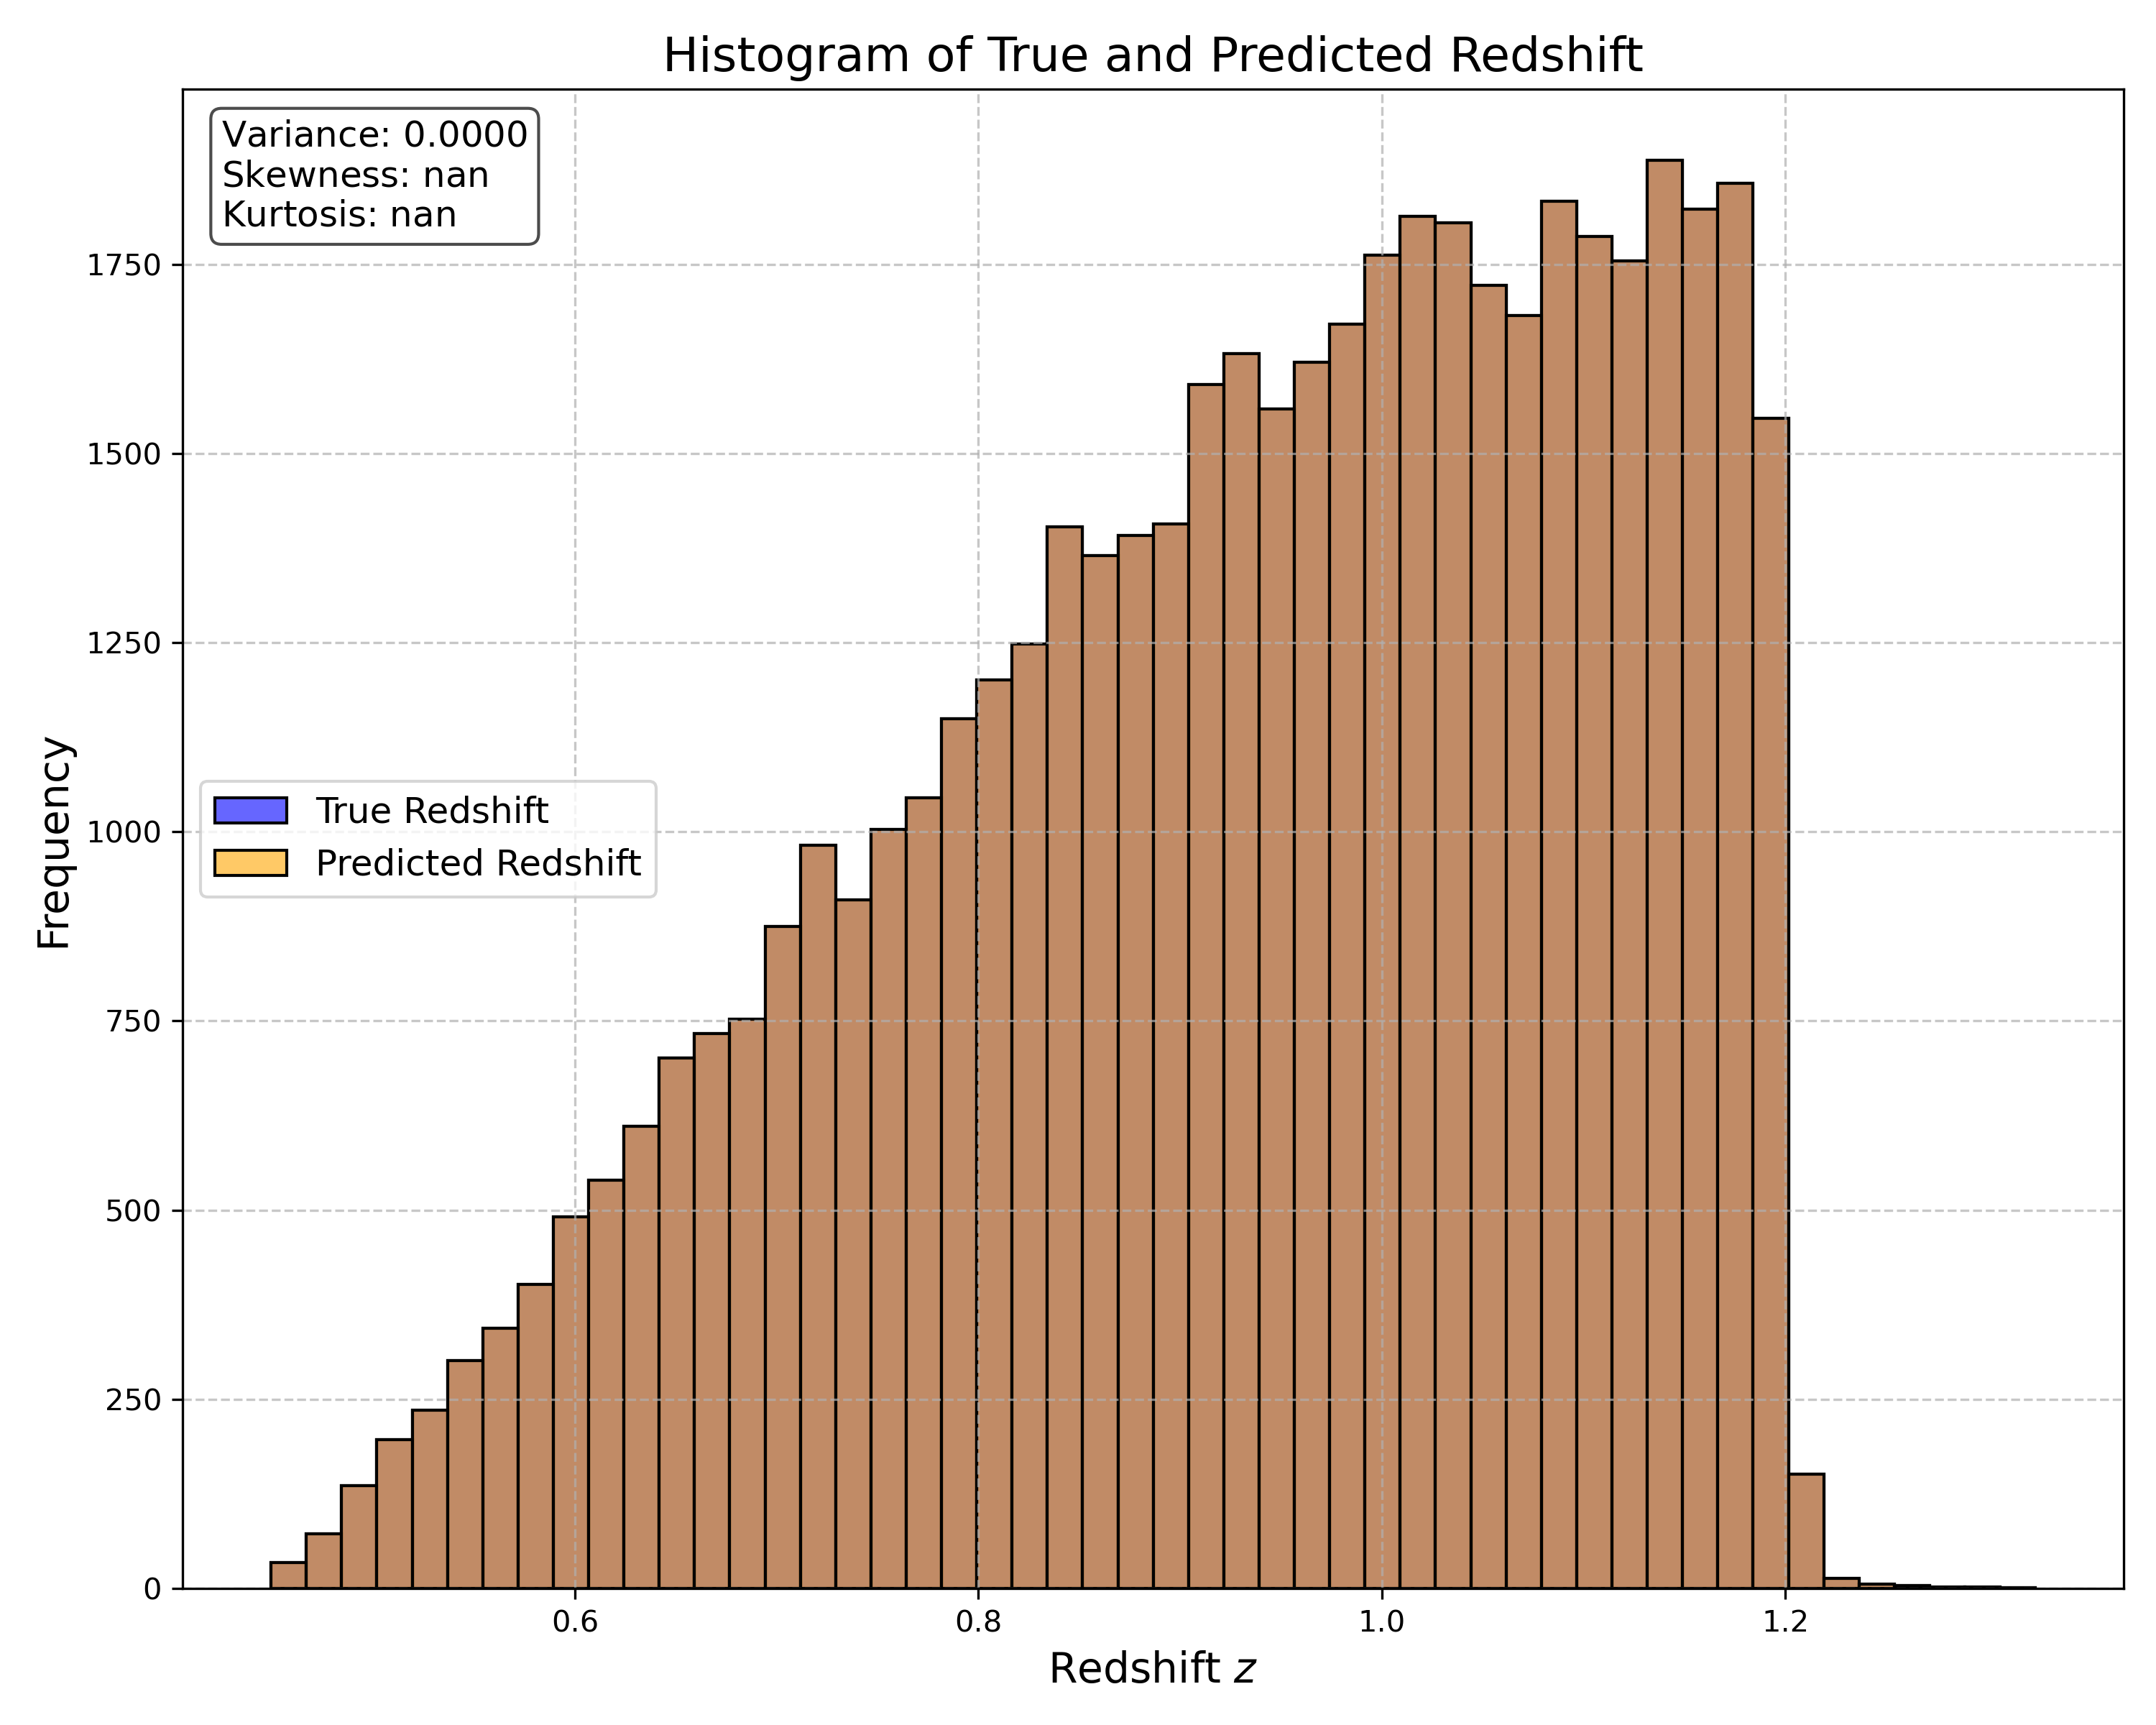 Histogram of True and Predicted Redshift
Variance: 0.0000
Skewness: nan
Kurtosis: nan
1750
1500
1250
1000
750
500
250
0
Frequency
True Redshift
Predicted Redshift
0.6
0.8
1.0
1.2
Redshift z